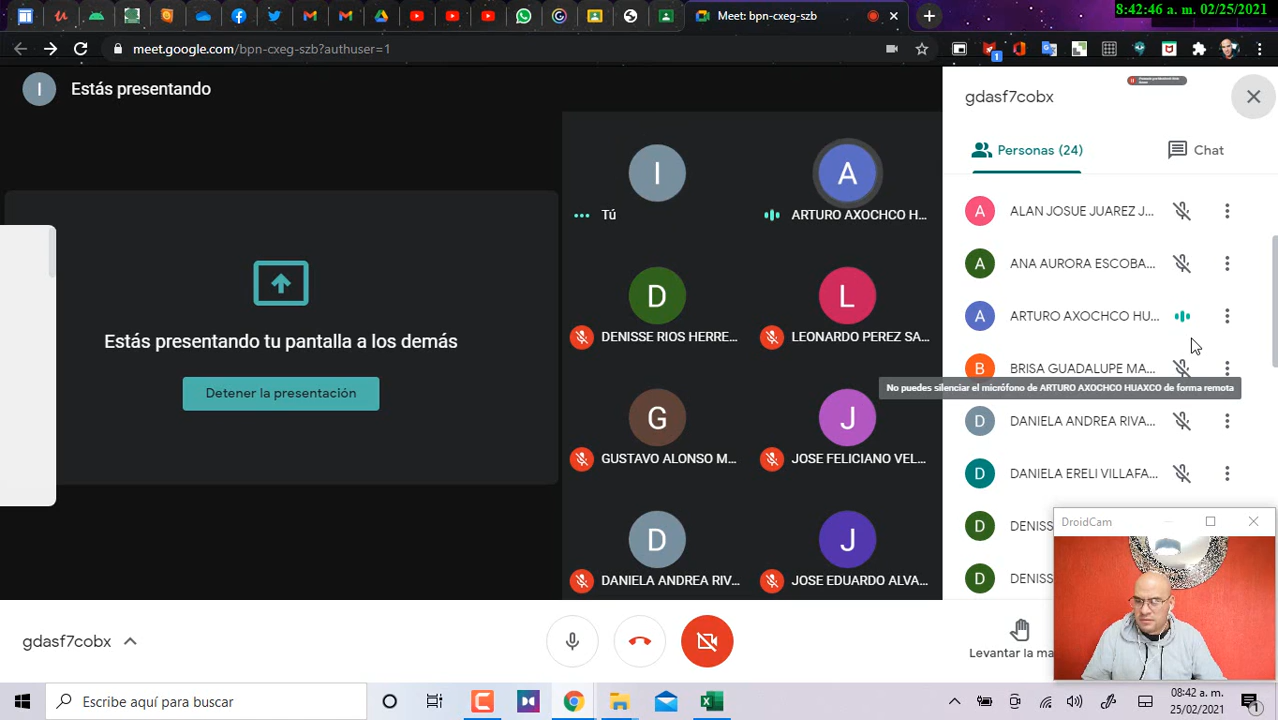 Meet: bpn-cxeg-szb
8:42:46 a. m. 02/25/2021
meet.google.com/bpn-cxeg-szb?authuser=1
1
I
Estás presentando
gdasf7cobx
Personas (24)
Chat
Estás presentando tu pantalla a los demás
Detener la presentación
I
Tú
A
ARTURO AXOCHCO H...
D
DENISSE RIOS HERRE...
L
LEONARDO PEREZ SA...
G
GUSTAVO ALONSO M...
J
JOSE FELICIANO VEL...
D
DANIELA ANDREA RIV...
J
JOSE EDUARDO ALVA...
A
ALAN JOSUE JUAREZ J...
A
ANA AURORA ESCOBA...
A
ARTURO AXOCHCO HU...
B
BRISA GUADALUPE MA...
No puedes silenciar el micrófono de ARTURO AXOCHCO HUAXCO de forma remota
D
DANIELA ANDREA RIVA...
D
DANIELA ERELI VILLAFA...
D
DENISS
D
DENISS
DroidCam
gdasf7cobx
Levantar la ma
Escribe aquí para buscar
08:42 a. m.
25/02/2021
1